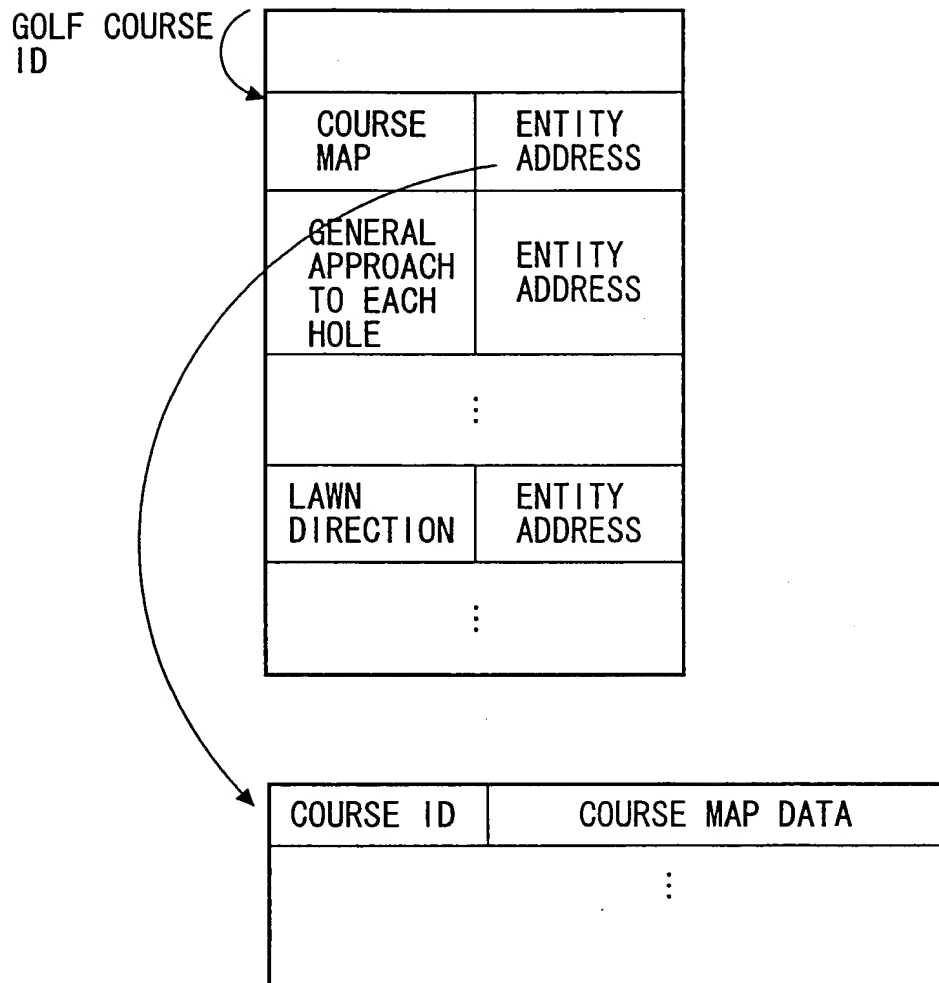 GOLF COURSE
ID
COURSE
MAP
ENTITY
ADDRESS
GENERAL
APPROACH
TO EACH
HOLE
ENTITY
ADDRESS
⋮
LAWN
DIRECTION
ENTITY
ADDRESS
⋮
COURSE ID
COURSE MAP DATA
⋮